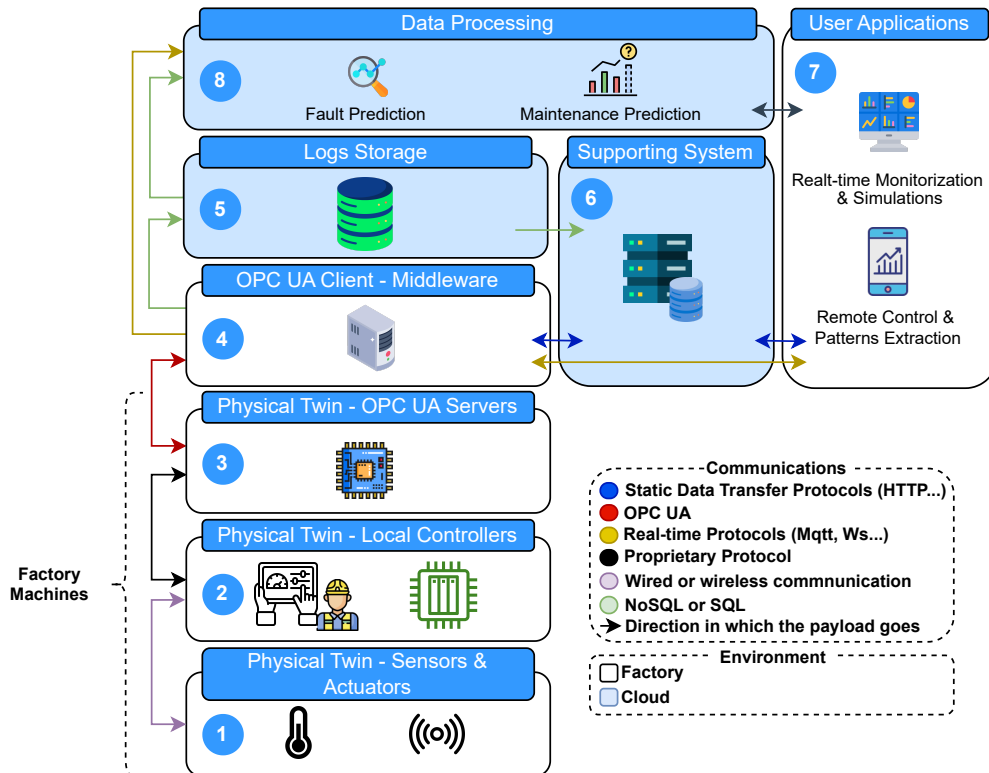 Data Processing
User Applications
8
Fault Prediction
?
Maintenance Prediction
7
Realt-time Monitorization
& Simulations
Remote Control &
Patterns Extraction
Logs Storage
5
Supporting System
6
OPC UA Client - Middleware
4
Physical Twin - OPC UA Servers
3
Physical Twin - Local Controllers
2
Physical Twin - Sensors &
Actuators
1
Factory
Machines
Communications
Static Data Transfer Protocols (HTTP...)
OPC UA
Real-time Protocols (Mqtt, Ws...)
Proprietary Protocol
Wired or wireless commnunication
NoSQL or SQL
Direction in which the payload goes
Environment
Factory
Cloud